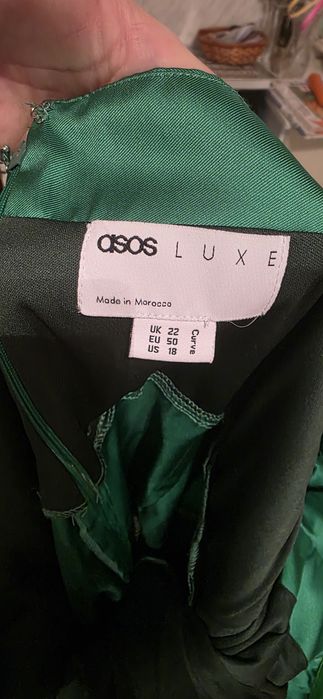 asos LUXE
Made in Morocco
UK 22
EU 50
US 18
Curve